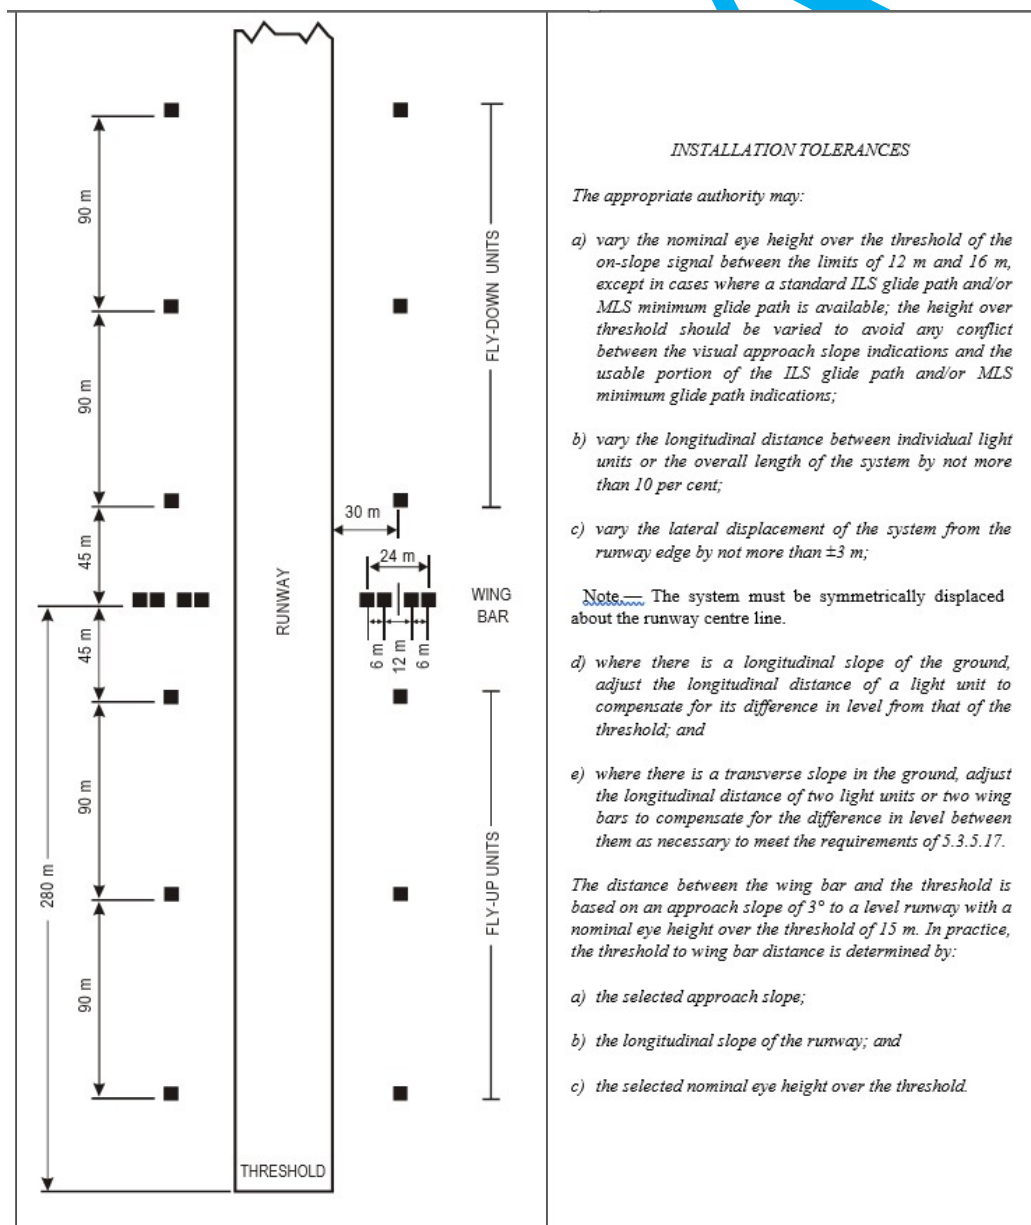 90 m
90 m
45 m
45 m
90 m
90 m
280 m
RUNWAY
THRESHOLD
30 m
24 m
6 m
12 m
6 m
FLY-DOWN UNITS
WING
BAR
FLY-UP UNITS
INSTALLATION TOLERANCES
The appropriate authority may:
a) vary the nominal eye height over the threshold of the
on-slope signal between the limits of 12 m and 16 m,
except in cases where a standard ILS glide path and/or
MLS minimum glide path is available; the height over
threshold should be varied to avoid any conflict
between the visual approach slope indications and the
usable portion of the ILS glide path and/or MLS
minimum glide path indications;
b) vary the longitudinal distance between individual light
units or the overall length of the system by not more
than 10 per cent;
c) vary the lateral displacement of the system from the
runway edge by not more than ±3 m;
Note.— The system must be symmetrically displaced
about the runway centre line.
d) where there is a longitudinal slope of the ground,
adjust the longitudinal distance of a light unit to
compensate for its difference in level from that of the
threshold; and
e) where there is a transverse slope in the ground, adjust
the longitudinal distance of two light units or two wing
bars to compensate for the difference in level between
them as necessary to meet the requirements of 5.3.5.17.
The distance between the wing bar and the threshold is
based on an approach slope of 3° to a level runway with a
nominal eye height over the threshold of 15 m. In practice,
the threshold to wing bar distance is determined by:
a) the selected approach slope;
b) the longitudinal slope of the runway; and
c) the selected nominal eye height over the threshold.